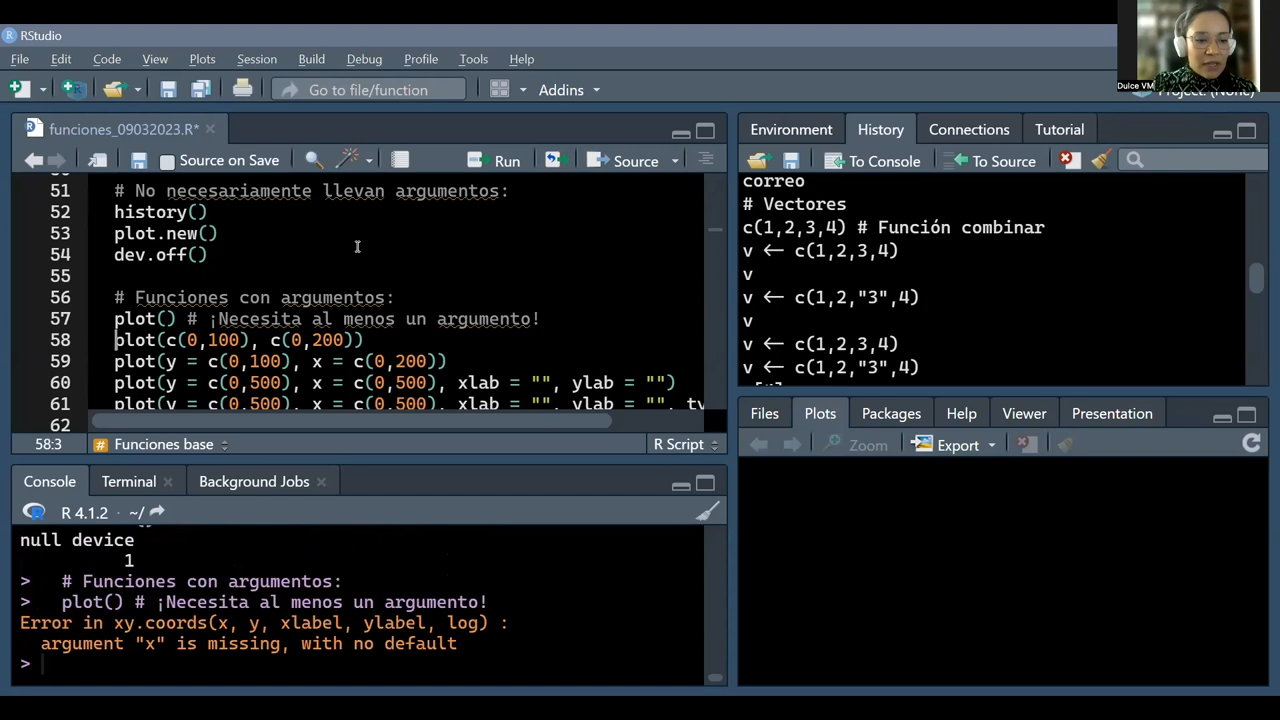 RStudio
File Edit Code View Plots Session Build Debug Profile Tools Help
Go to file/function Addins
Dulce VM
funciones_09032023.R*
Source on Save Run Source
51 # No necesariamente llevan argumentos:
52 history()
53 plot.new()
54 dev.off()
55
56 # Funciones con argumentos:
57 plot() # ¡Necesita al menos un argumento!
58 plot(c(0,100), c(0,200))
59 plot(y = c(0,100), x = c(0,200))
60 plot(y = c(0,500), x = c(0,500), xlab = "", ylab = "")
61 plot(y = c(0,500), x = c(0,500), xlab = "", ylab = "", ty
62
58:3 Funciones base R Script
Console Terminal Background Jobs
R 4.1.2 · ~/
null device
1
> # Funciones con argumentos:
> plot() # ¡Necesita al menos un argumento!
Error in xy.coords(x, y, xlabel, ylabel, log) :
argument "x" is missing, with no default
>
Environment History Connections Tutorial
To Console To Source
correo
# Vectores
c(1,2,3,4) # Función combinar
v <- c(1,2,3,4)
v
v <- c(1,2,"3",4)
v
v <- c(1,2,3,4)
v <- c(1,2,"3",4)
Files Plots Packages Help Viewer Presentation
Zoom Export